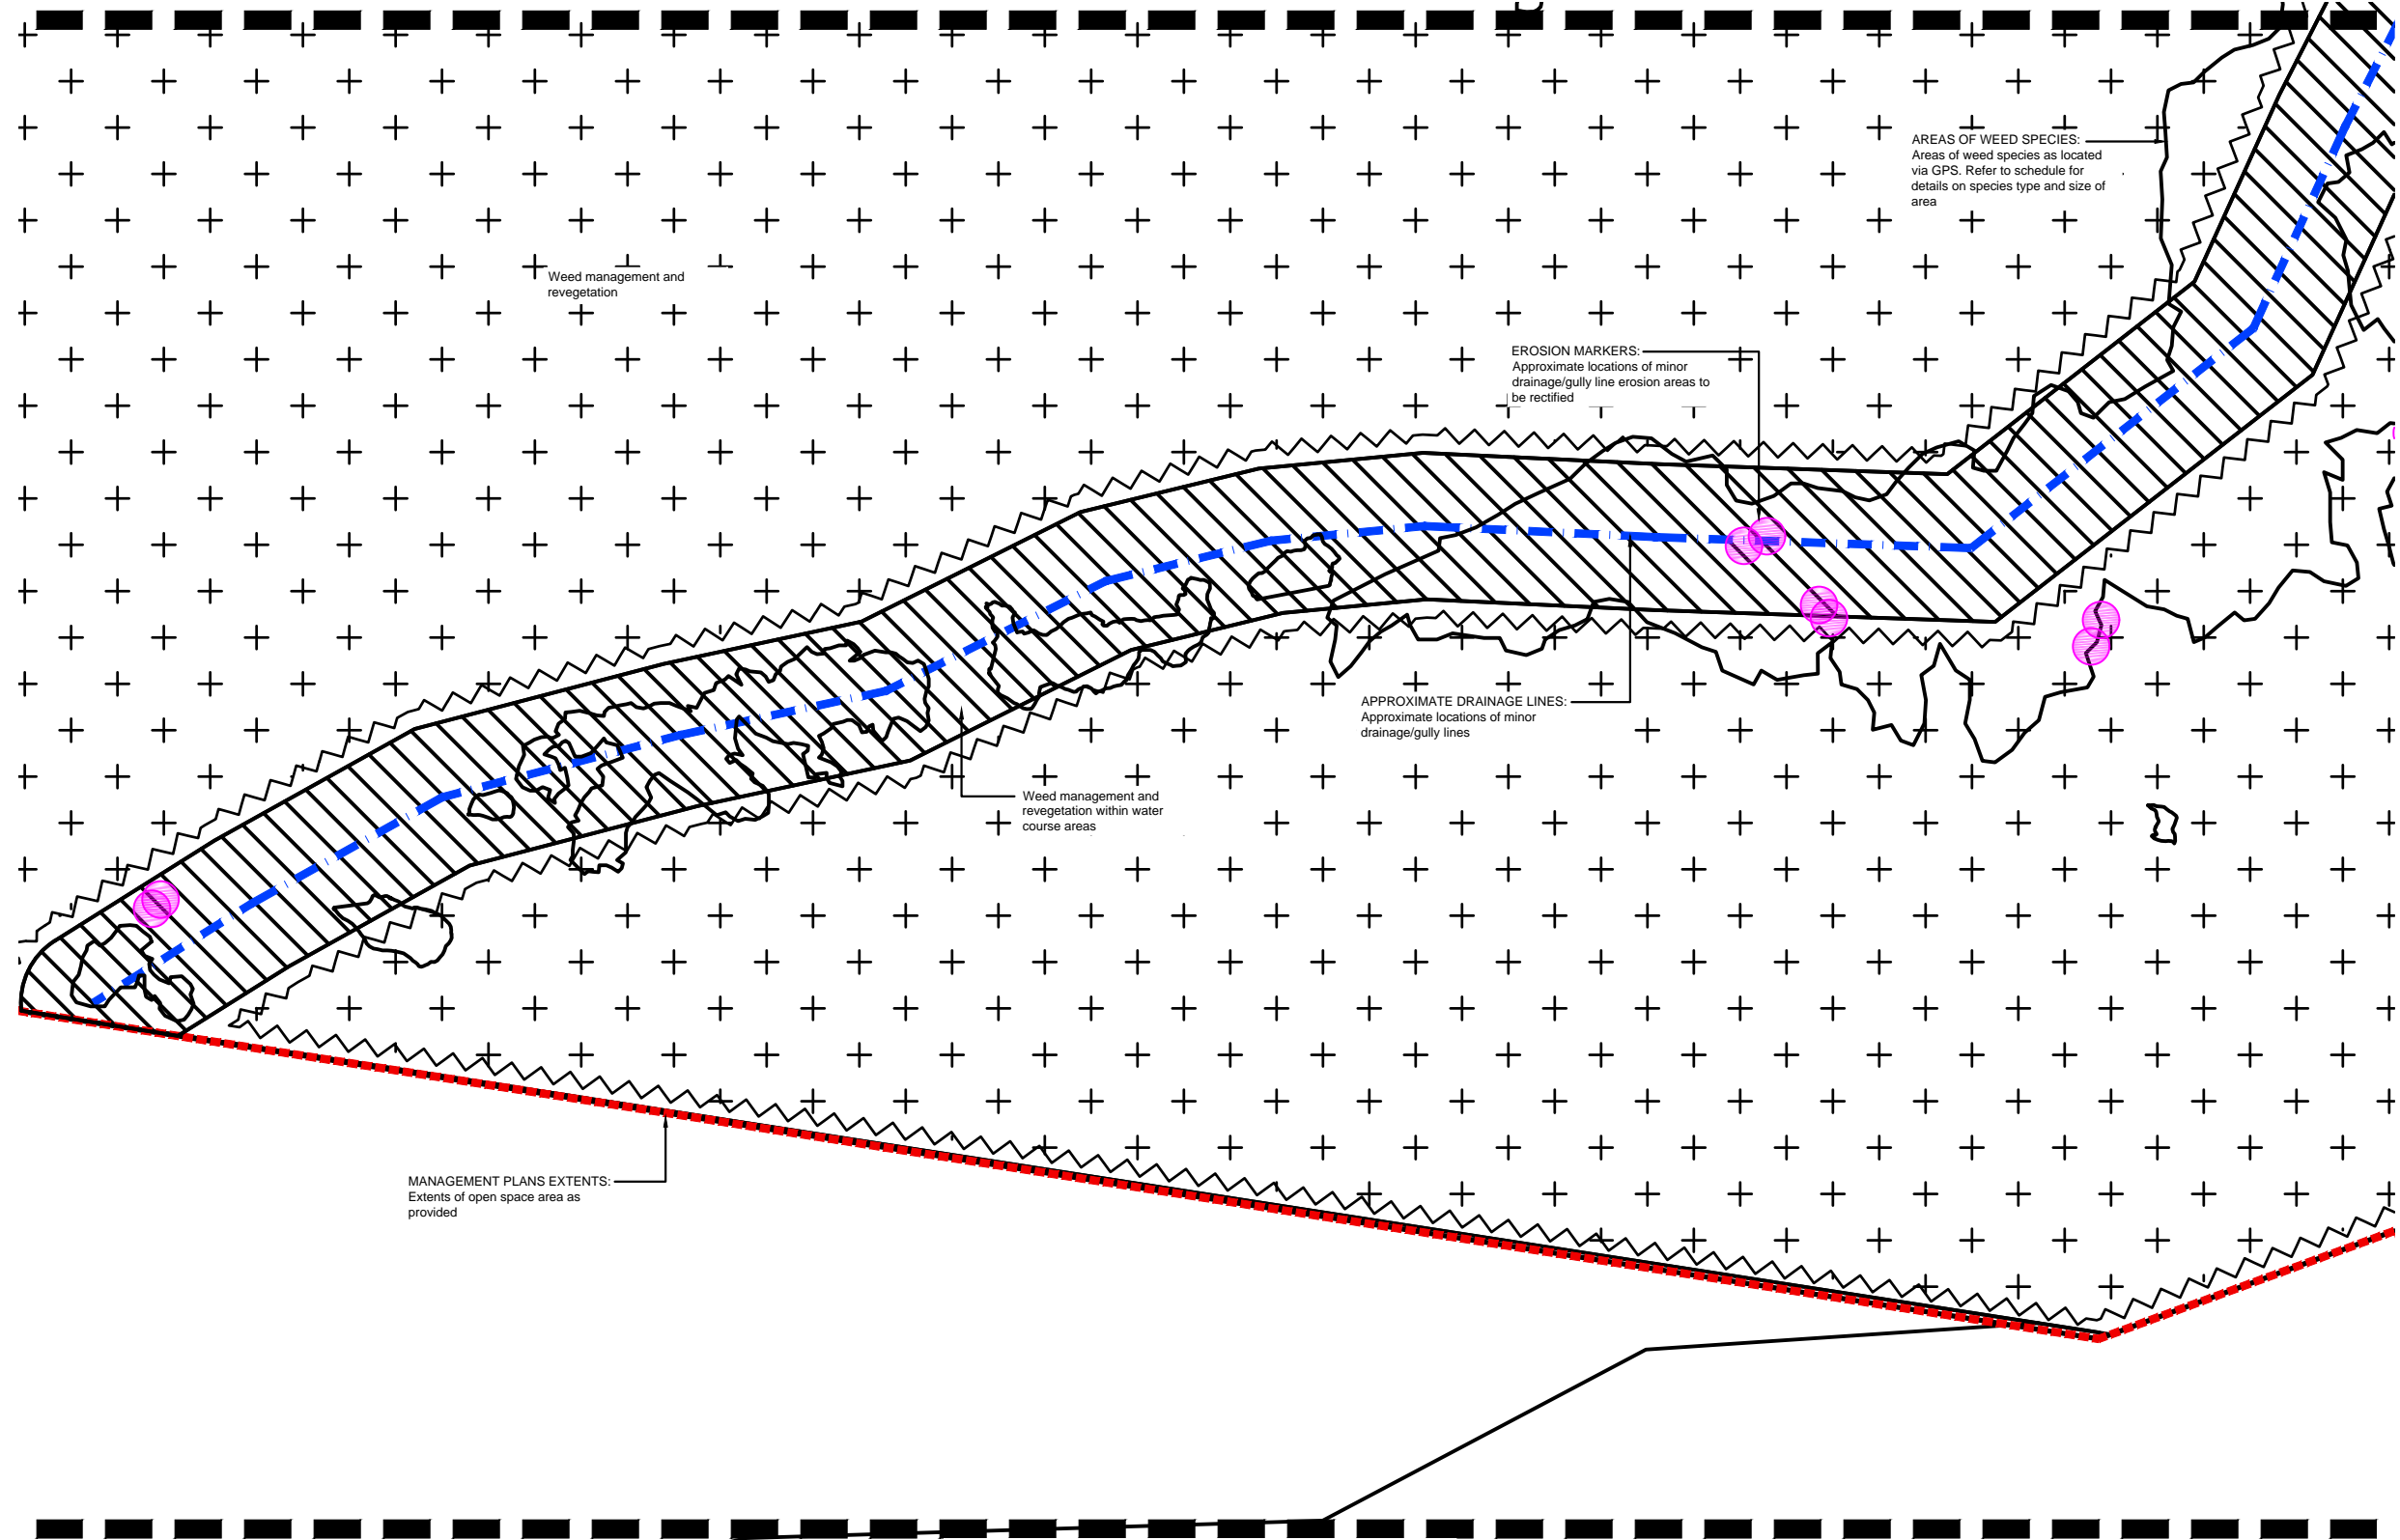 AREAS OF WEED SPECIES:
Areas of weed species as located
via GPS. Refer to schedule for
details on species type and size of
area
Weed management and
revegetation
EROSION MARKERS:
Approximate locations of minor
drainage/gully line erosion areas to
be rectified
APPROXIMATE DRAINAGE LINES:
Approximate locations of minor
drainage/gully lines
Weed management and
revegetation within water
course areas
MANAGEMENT PLANS EXTENTS:
Extents of open space area as
provided